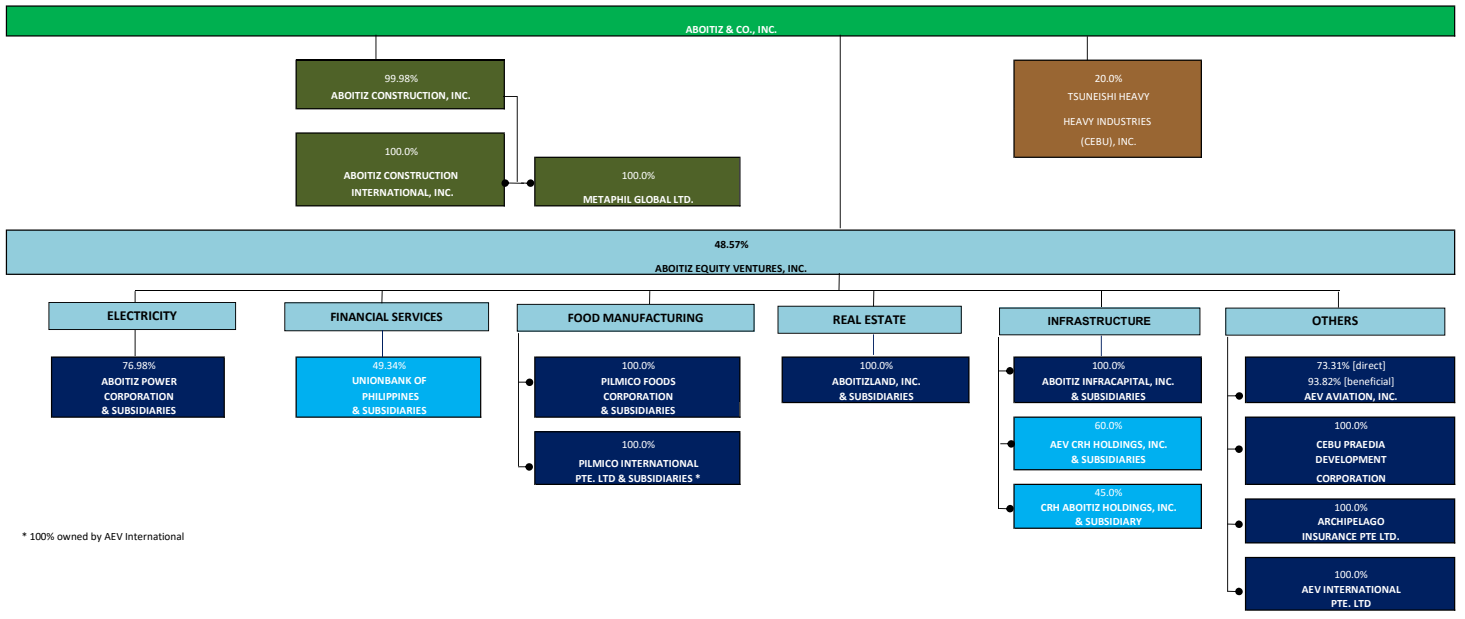 ABOITIZ & CO., INC.
99.98%
ABOITIZ CONSTRUCTION, INC.
20.0%
TSUNEISHI HEAVY
HEAVY INDUSTRIES
(CEBU), INC.
100.0%
ABOITIZ CONSTRUCTION
INTERNATIONAL, INC.
100.0%
METAPHIL GLOBAL LTD.
48.57%
ABOITIZ EQUITY VENTURES, INC.
ELECTRICITY
76.98%
ABOITIZ POWER
CORPORATION
& SUBSIDIARIES
FINANCIAL SERVICES
49.34%
UNIONBANK OF
PHILIPPINES
& SUBSIDIARIES
FOOD MANUFACTURING
100.0%
PILMICO FOODS
CORPORATION
& SUBSIDIARIES
100.0%
PILMICO INTERNATIONAL
PTE. LTD & SUBSIDIARIES *
REAL ESTATE
100.0%
ABOITIZLAND, INC.
& SUBSIDIARIES
INFRASTRUCTURE
100.0%
ABOITIZ INFRACAPITAL, INC.
& SUBSIDIARIES
60.0%
AEV CRH HOLDINGS, INC.
& SUBSIDIARIES
45.0%
CRH ABOITIZ HOLDINGS, INC.
& SUBSIDIARY
OTHERS
73.31% [direct]
93.82% [beneficial]
AEV AVIATION, INC.
100.0%
CEBU PRAEDIA
DEVELOPMENT
CORPORATION
100.0%
ARCHIPELAGO
INSURANCE PTE LTD.
100.0%
AEV INTERNATIONAL
PTE. LTD
* 100% owned by AEV International